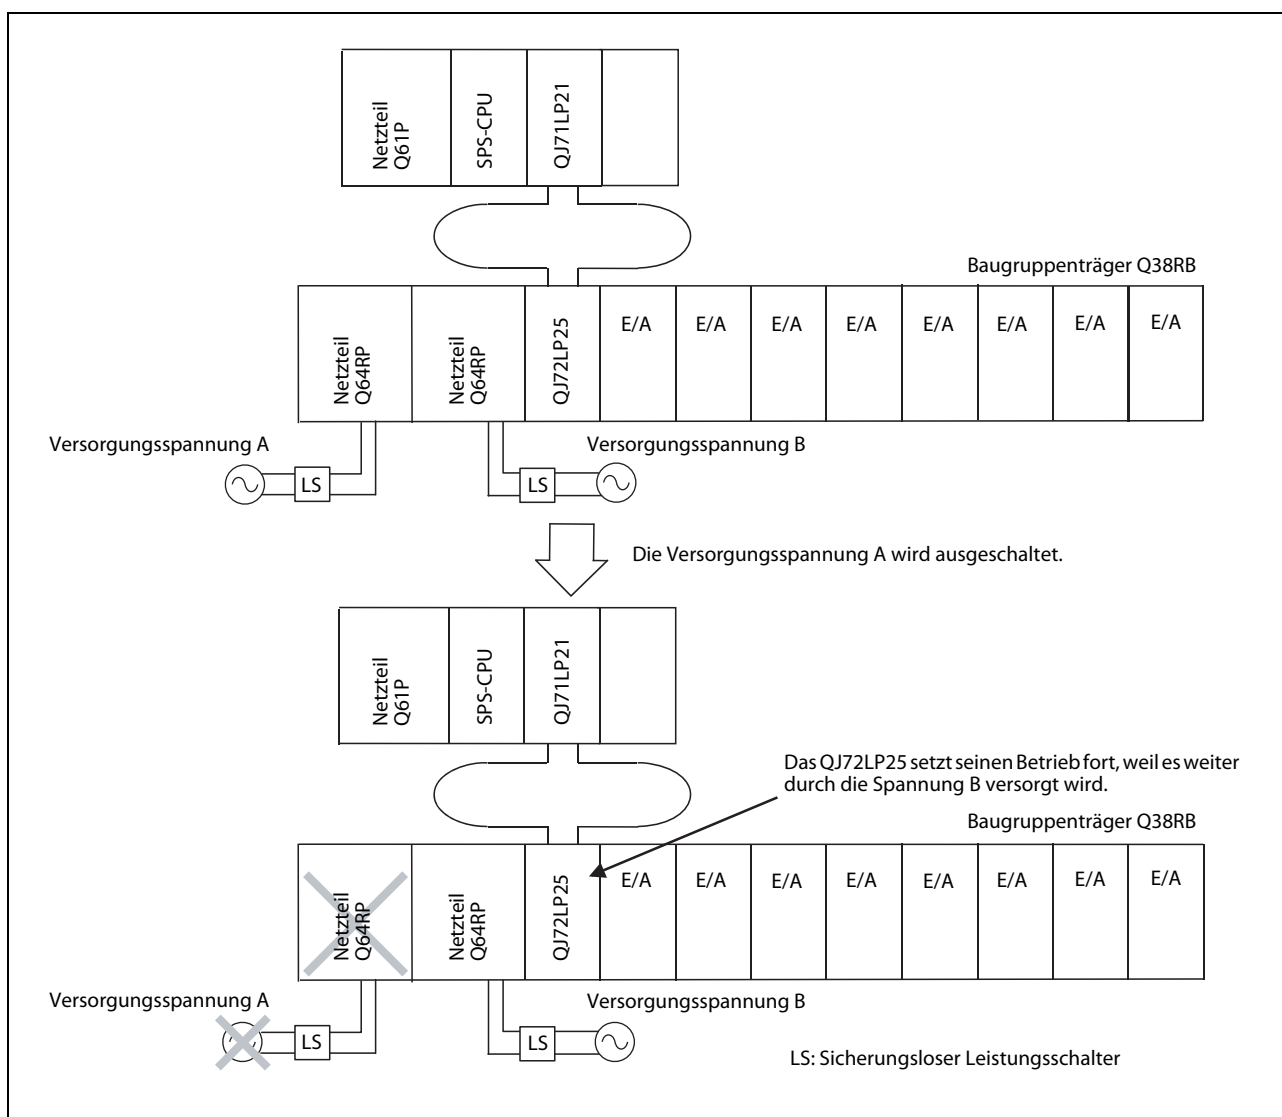 Netzteil
Q61P
SPS-CPU
QJ71LP21
Baugruppenträger Q38RB
Netzteil
Q64RP
Netzteil
Q64RP
QJ72LP25
E/A
E/A
E/A
E/A
E/A
E/A
E/A
E/A
Versorgungsspannung A
Versorgungsspannung B
LS
LS
Die Versorgungsspannung A wird ausgeschaltet.
Netzteil
Q61P
SPS-CPU
QJ71LP21
Das QJ72LP25 setzt seinen Betrieb fort, weil es weiter
durch die Spannung B versorgt wird.
Baugruppenträger Q38RB
Netzteil
Q64RP
Netzteil
Q64RP
QJ72LP25
E/A
E/A
E/A
E/A
E/A
E/A
E/A
E/A
Versorgungsspannung A
Versorgungsspannung B
LS
LS
LS: Sicherungsloser Leistungsschalter